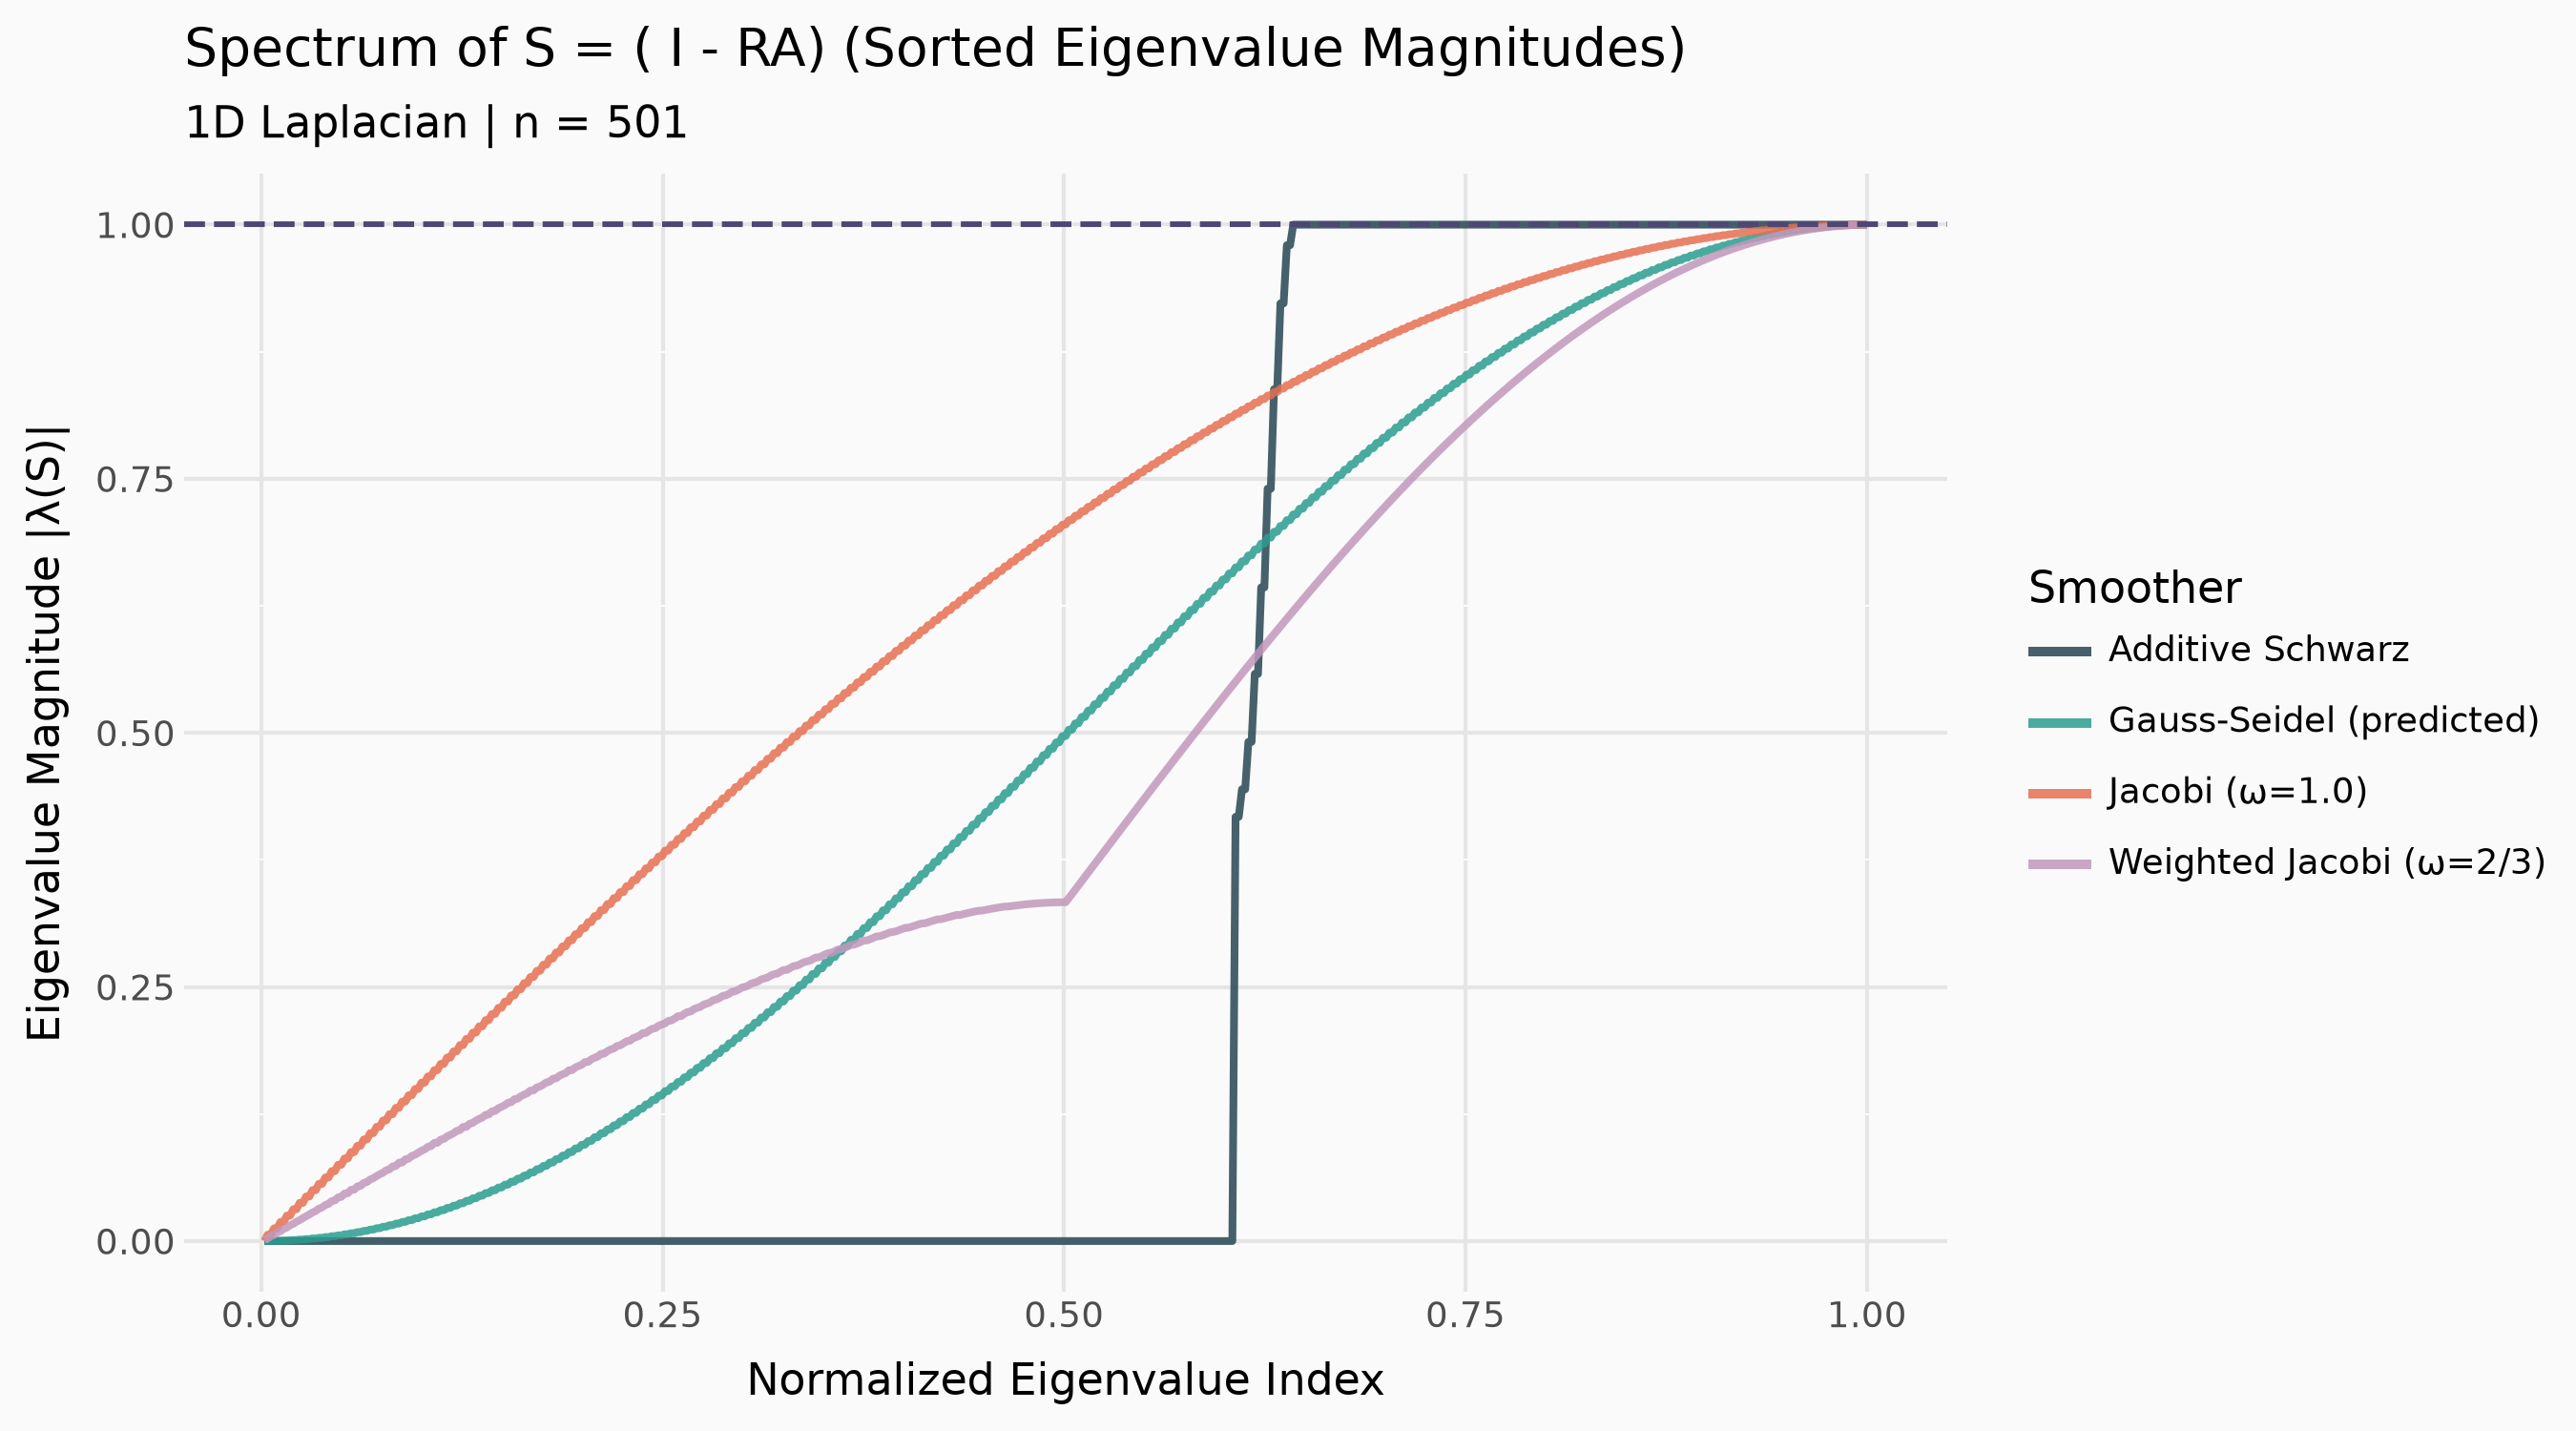 Spectrum of S = ( I - RA) (Sorted Eigenvalue Magnitudes)
1D Laplacian | n = 501
Eigenvalue Magnitude |λ(S)|
1.00
0.75
0.50
0.25
0.00
0.00
0.25
0.50
0.75
1.00
Normalized Eigenvalue Index
Smoother
Additive Schwarz
Gauss-Seidel (predicted)
Jacobi (ω=1.0)
Weighted Jacobi (ω=2/3)